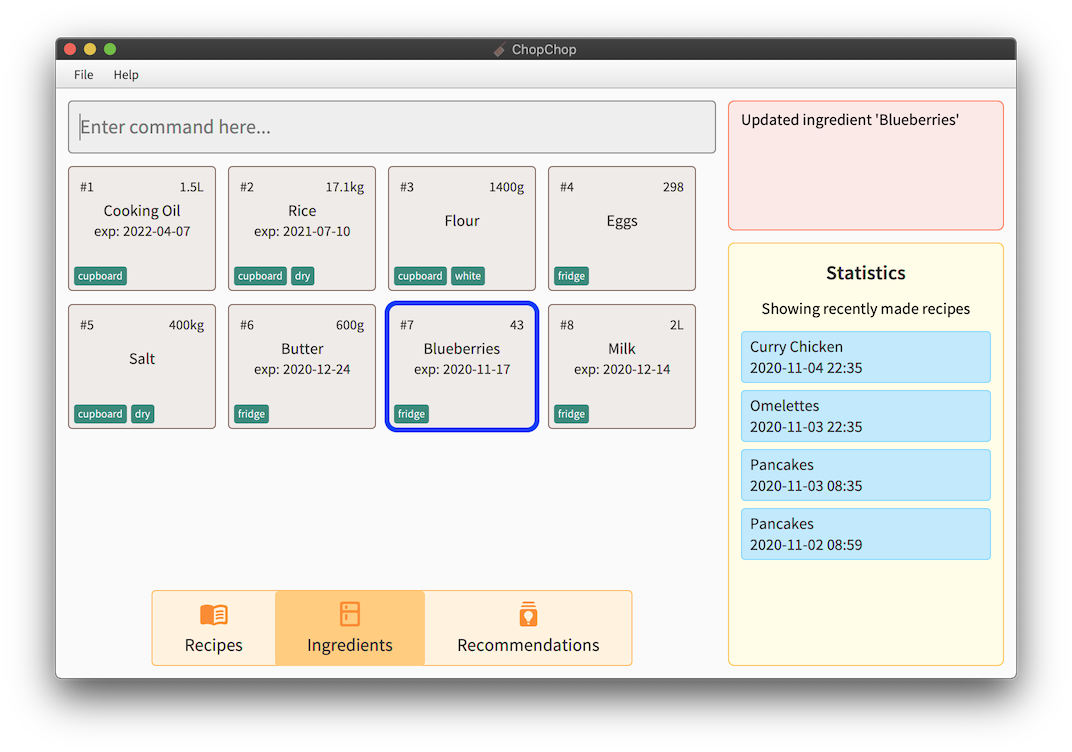 ChopChop
File Help
Enter command here...
#1 1.5L
Cooking Oil
exp: 2022-04-07
cupboard
#2 17.1kg
Rice
exp: 2021-07-10
cupboard dry
#3 1400g
Flour
cupboard white
#4 298
Eggs
fridge
#5 400kg
Salt
cupboard dry
#6 600g
Butter
exp: 2020-12-24
fridge
#7 43
Blueberries
exp: 2020-11-17
fridge
#8 2L
Milk
exp: 2020-12-14
fridge
Recipes
Ingredients
Recommendations
Updated ingredient 'Blueberries'
Statistics
Showing recently made recipes
Curry Chicken
2020-11-04 22:35
Omelettes
2020-11-03 22:35
Pancakes
2020-11-03 08:35
Pancakes
2020-11-02 08:59